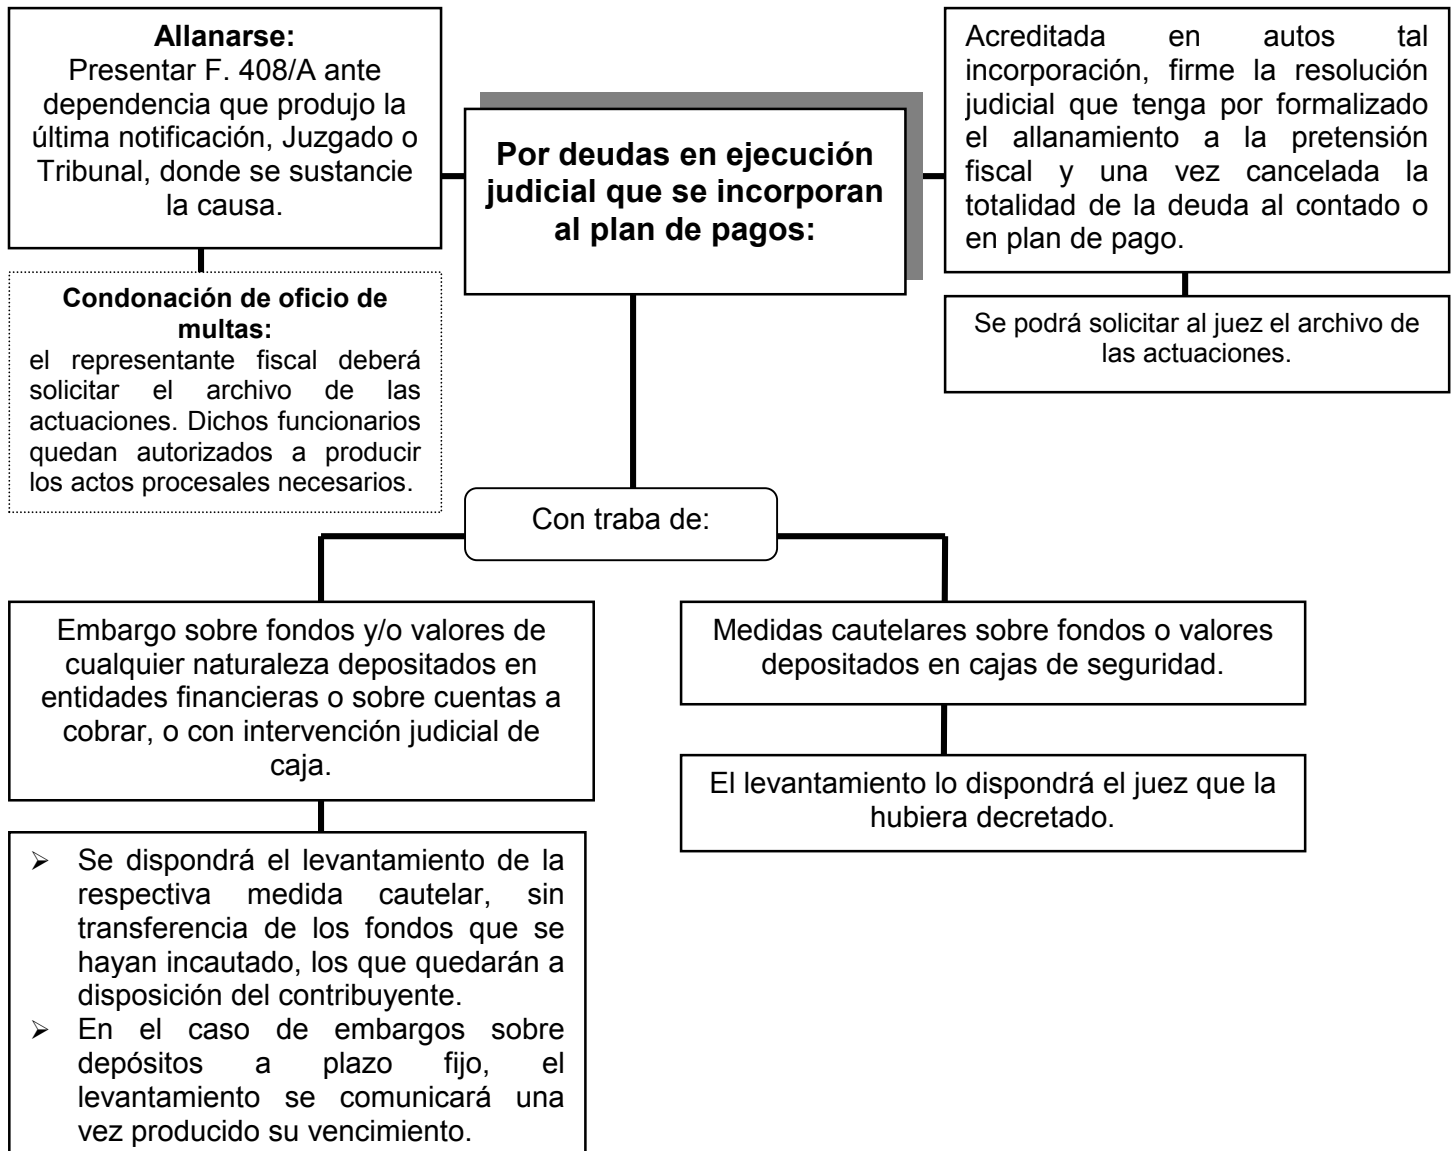 Allanarse:
Presentar F. 408/A ante
dependencia que produjo la
última notificación, Juzgado o
Tribunal, donde se sustancie
la causa.
Condonación de oficio de
multas:
el representante fiscal deberá
solicitar el archivo de las
actuaciones. Dichos funcionarios
quedan autorizados a producir
los actos procesales necesarios.
Por deudas en ejecución
judicial que se incorporan
al plan de pagos:
Acreditada en autos tal
incorporación, firme la resolución
judicial que tenga por formalizado
el allanamiento a la pretensión
fiscal y una vez cancelada la
totalidad de la deuda al contado o
en plan de pago.
Se podrá solicitar al juez el archivo de
las actuaciones.
Con traba de:
Embargo sobre fondos y/o valores de
cualquier naturaleza depositados en
entidades financieras o sobre cuentas a
cobrar, o con intervención judicial de
caja.
➢ Se dispondrá el levantamiento de la
respectiva medida cautelar, sin
transferencia de los fondos que se
hayan incautado, los que quedarán a
disposición del contribuyente.
➢ En el caso de embargos sobre
depósitos a plazo fijo, el
levantamiento se comunicará una
vez producido su vencimiento.
Medidas cautelares sobre fondos o valores
depositados en cajas de seguridad.
El levantamiento lo dispondrá el juez que la
hubiera decretado.